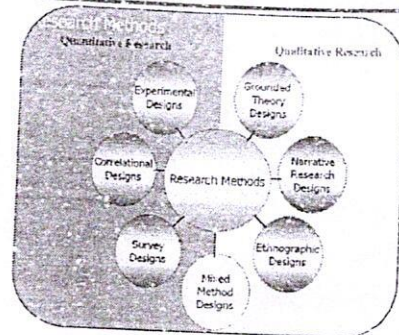 Research Methods
Quantitative Research
Qualitative Research
Experimental
Designs
Grounded
Theory
Designs
Correlational
Designs
Research Methods
Narrative
Research
Designs
Survey
Designs
Ethnographic
Designs
Mixed
Method
Designs